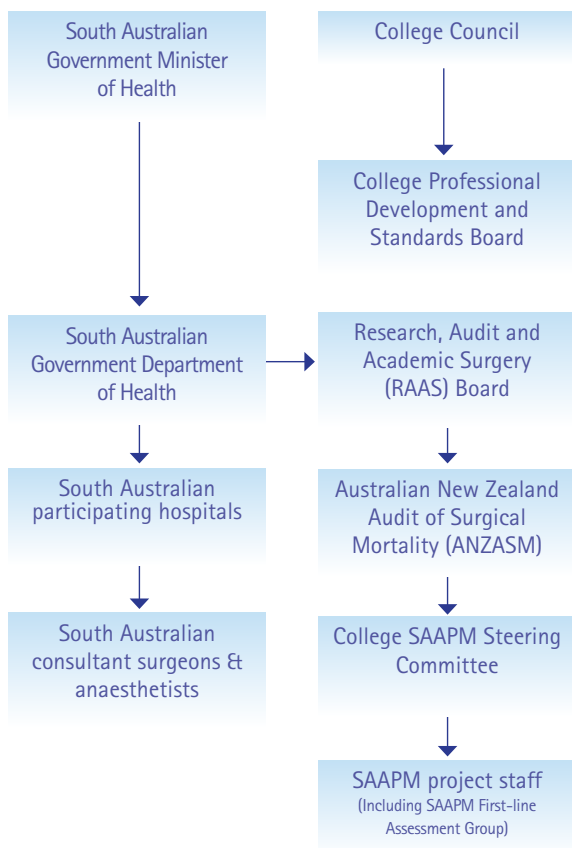 South Australian
Government Minister
of Health
College Council
College Professional
Development and
Standards Board
South Australian
Government Department
of Health
Research, Audit and
Academic Surgery
(RAAS) Board
South Australian
participating hospitals
Australian New Zealand
Audit of Surgical
Mortality (ANZASM)
South Australian
consultant surgeons &
anaesthetists
College SAAPM Steering
Committee
SAAPM project staff
(Including SAAPM First-line
Assessment Group)